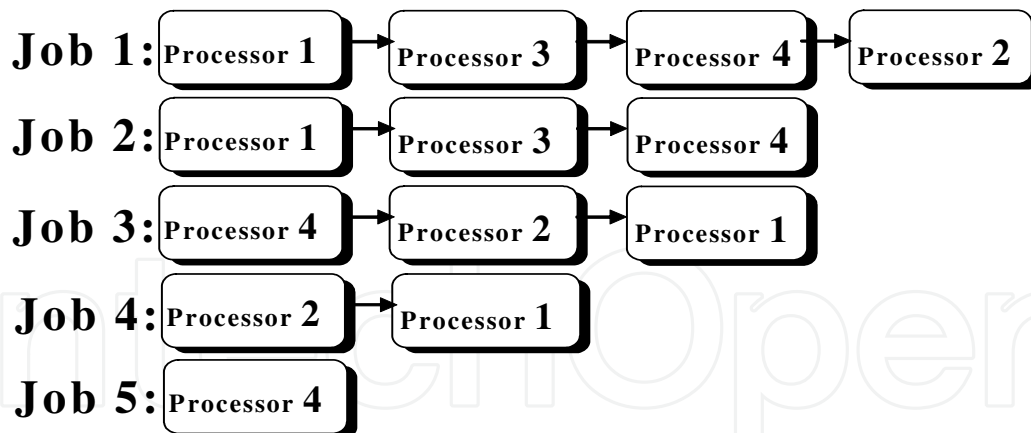 Job 1: Processor 1 Processor 3 Processor 4 Processor 2
Job 2: Processor 1 Processor 3 Processor 4
Job 3: Processor 4 Processor 2 Processor 1
Job 4: Processor 2 Processor 1
Job 5: Processor 4